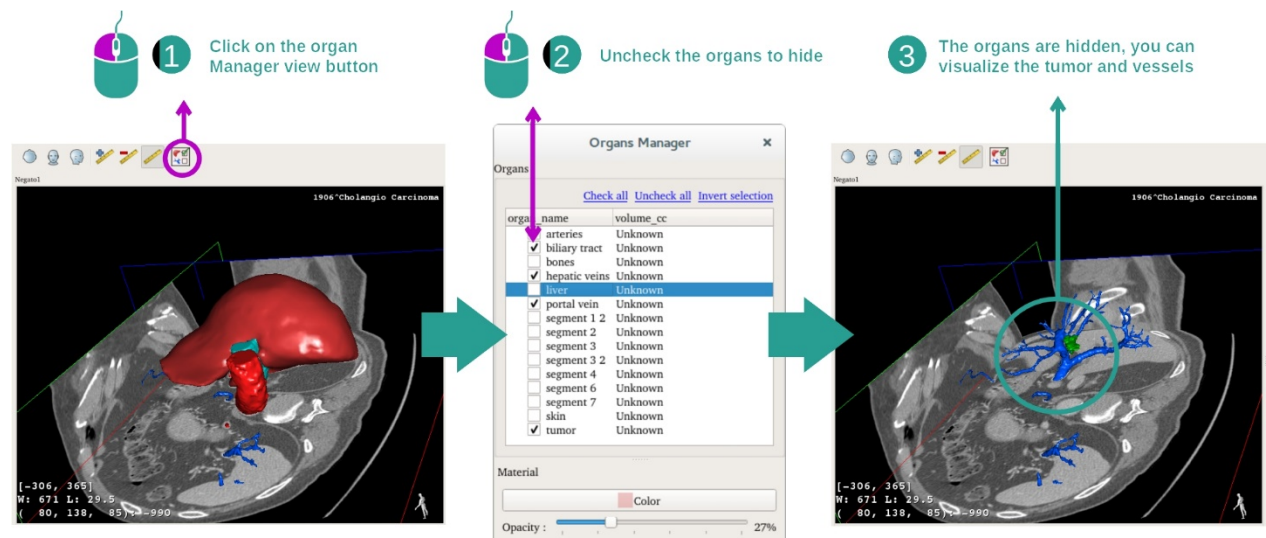 1
Click on the organ
Manager view button
2
Uncheck the organs to hide
3
The organs are hidden, you can
visualize the tumor and vessels
Negato1
1906^Cholangio Carcinoma
[-306, 365]
W: 671 L: 29.5
( 80, 138, 85): -990
Organs Manager
Organs
Check all Uncheck all Invert selection
organ_name volume_cc
arteries Unknown
biliary tract Unknown
bones Unknown
hepatic veins Unknown
liver Unknown
portal vein Unknown
segment 1 2 Unknown
segment 2 Unknown
segment 3 Unknown
segment 3 2 Unknown
segment 4 Unknown
segment 6 Unknown
segment 7 Unknown
skin Unknown
tumor Unknown
Material
Color
Opacity : 27%
Negato1
1906^Cholangio Carcinoma
[-306, 365]
W: 671 L: 29.5
( 80, 138, 85): -990